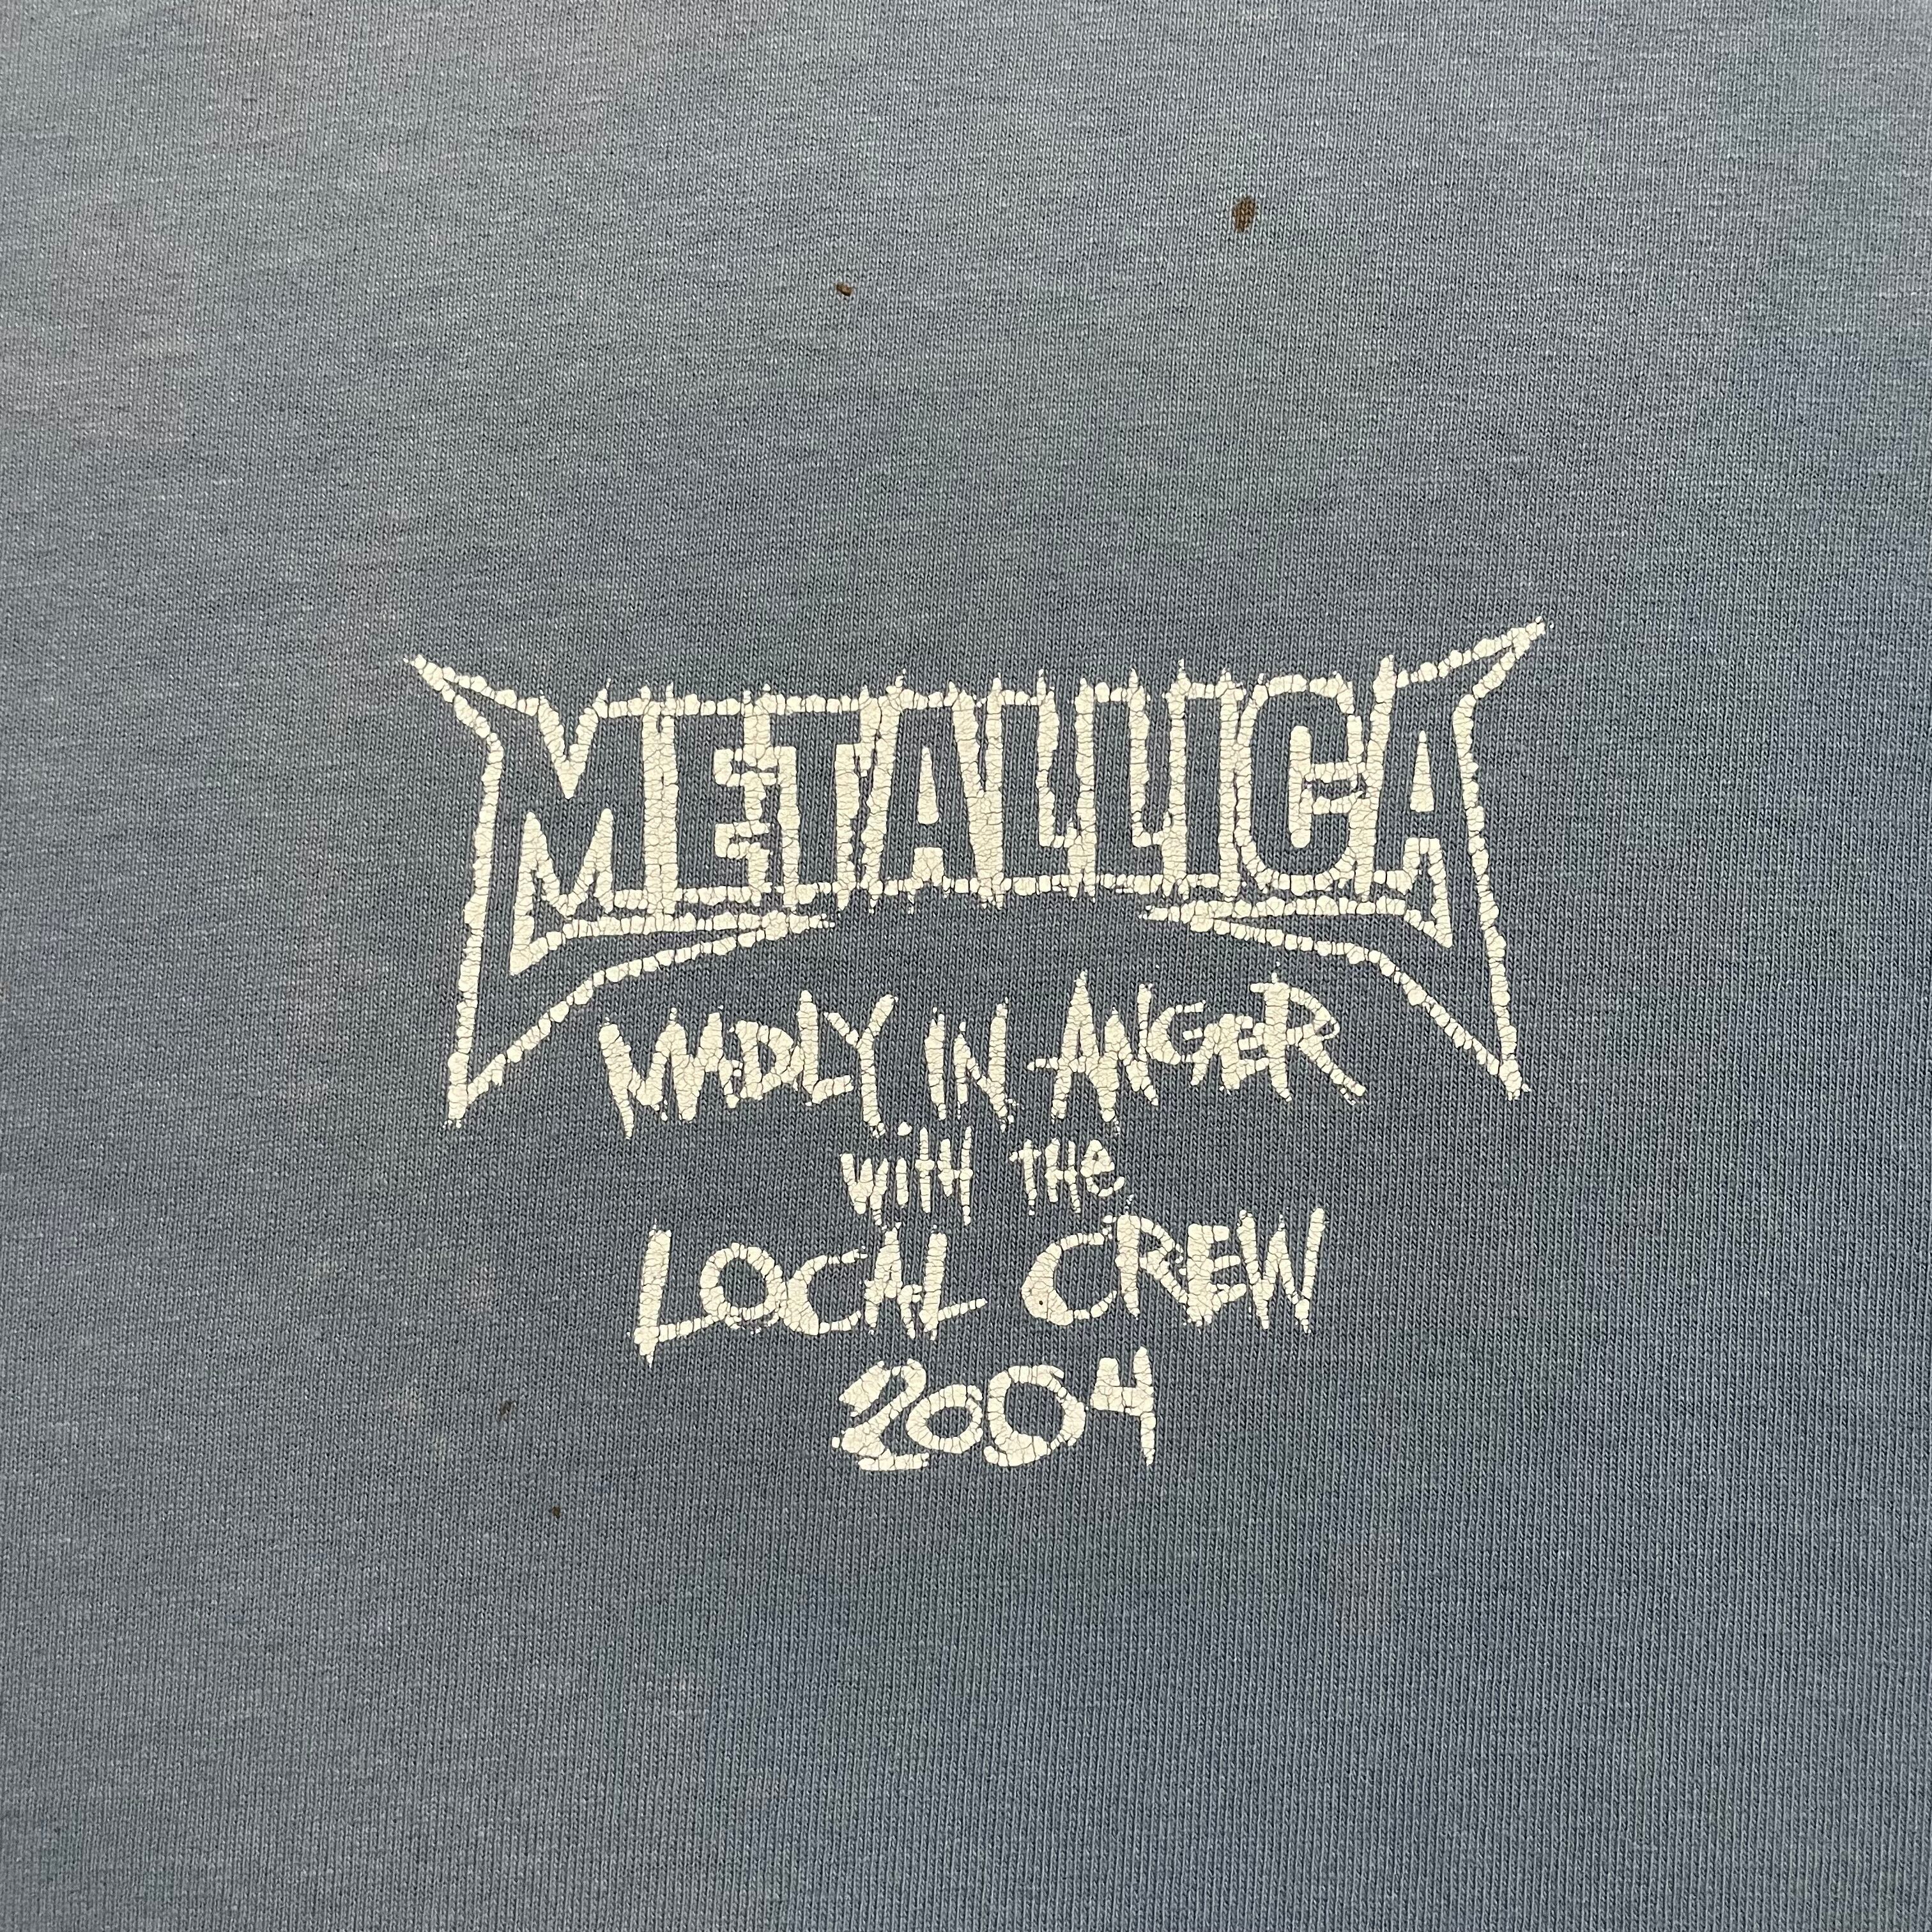 METALLICA
MADLY IN ANGER
with the
LOCAL CREW
2004